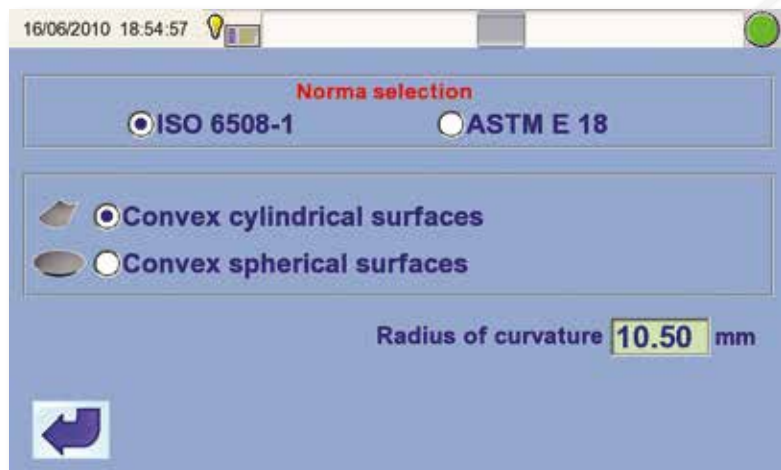 16/06/2010 18:54:57
Norma selection
ISO 6508-1 ASTM E 18
Convex cylindrical surfaces
Convex spherical surfaces
Radius of curvature 10.50 mm